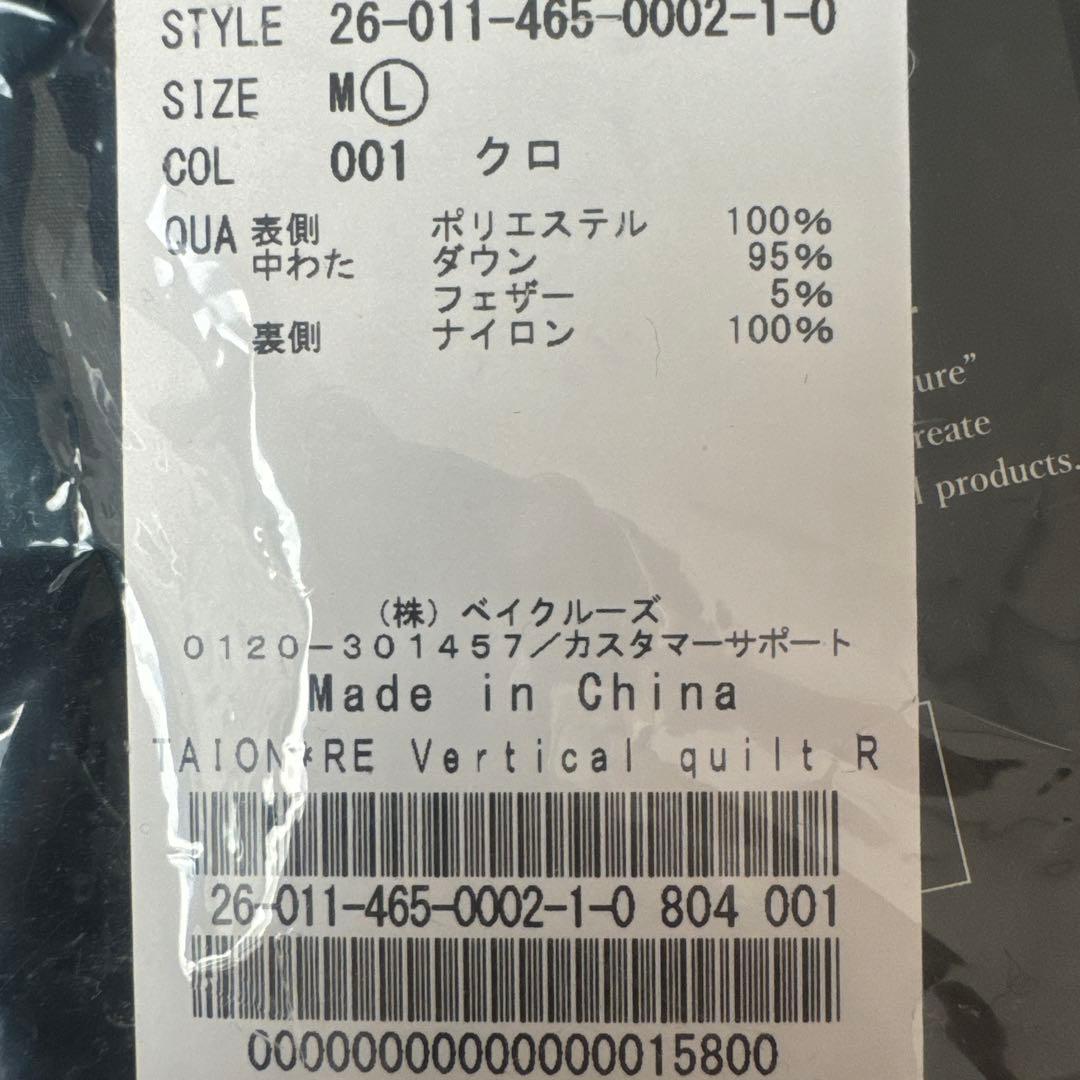 STYLE 26-011-465-0002-1-0
SIZE M Ⓛ
COL 001 クロ
QUA 表側 ポリエステル 100%
中わた ダウン 95%
フェザー 5%
裏側 ナイロン 100%
ure”
reate
products.
(株) ベイクルーズ
0120-301457/カスタマーサポート
Made in China
TAION*RE Vertical quilt R
26-011-465-0002-1-0 804 001
00000000000000015800